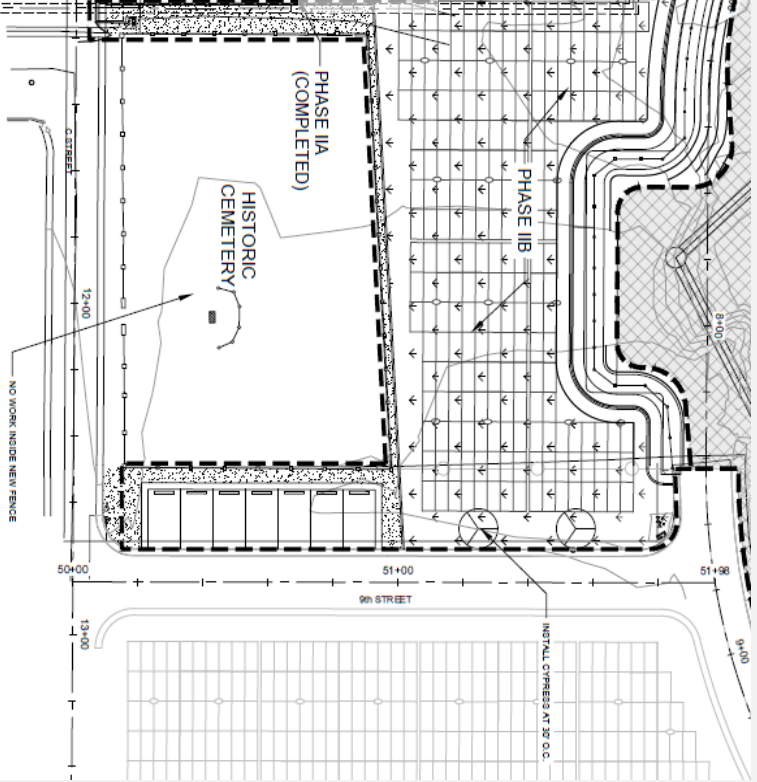 PHASE IIA
(COMPLETED)
PHASE IIB
C STREET
HISTORIC
CEMETERY
12+00
8+00
NO WORK INSIDE NEW FENCE
50+00
51+00
51+98
9th STREET
13+00
9+00
INSTALL CYPRESS AT 30' O.C.